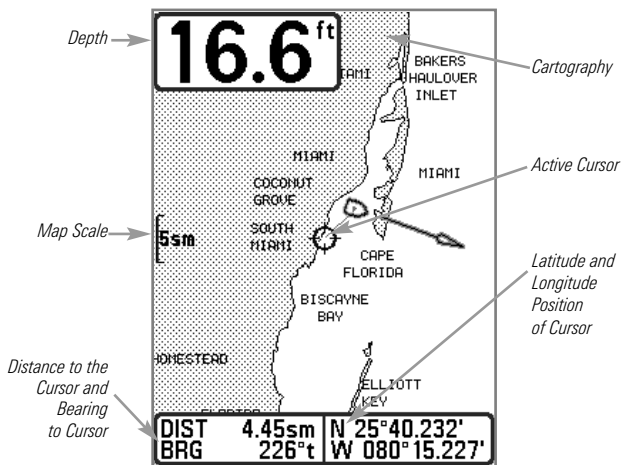 Depth
16.6 ft
Cartography
BAKERS
HAULOVER
INLET
MIAMI
MIAMI
Active Cursor
COCONUT
GROVE
Map Scale
5sm
SOUTH
MIAMI
CAPE
FLORIDA
Latitude and
Longitude
Position
of Cursor
BISCAYNE
BAY
HOMESTEAD
Distance to the
Cursor and
Bearing
to Cursor
ELLIOTT
KEY
DIST 4.45sm
BRG 226°t
N 25°40.232'
W 080°15.227'